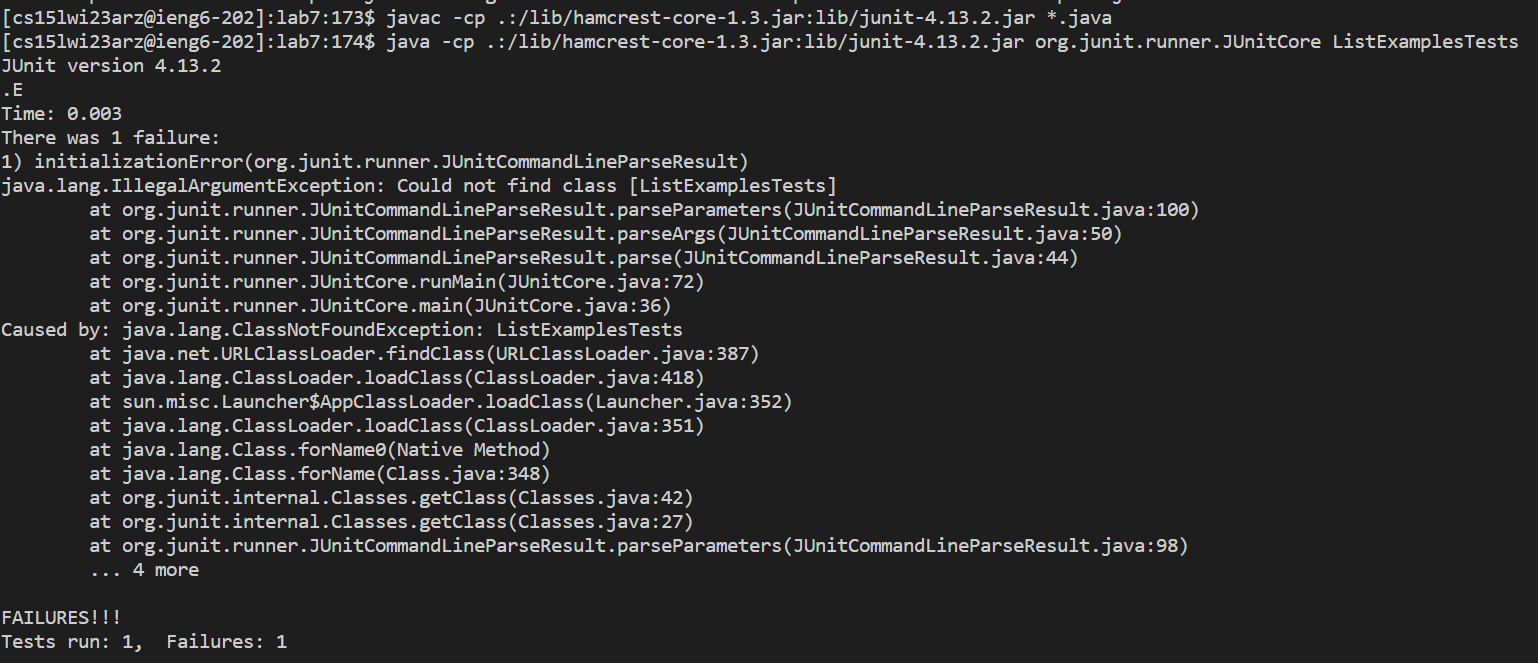 [cs15lwi23arz@ieng6-202]:lab7:173$ javac -cp .:/lib/hamcrest-core-1.3.jar:lib/junit-4.13.2.jar *.java
[cs15lwi23arz@ieng6-202]:lab7:174$ java -cp .:/lib/hamcrest-core-1.3.jar:lib/junit-4.13.2.jar org.junit.runner.JUnitCore ListExamplesTests
JUnit version 4.13.2
.E
Time: 0.003
There was 1 failure:
1) initializationError(org.junit.runner.JUnitCommandLineParseResult)
java.lang.IllegalArgumentException: Could not find class [ListExamplesTests]
        at org.junit.runner.JUnitCommandLineParseResult.parseParameters(JUnitCommandLineParseResult.java:100)
        at org.junit.runner.JUnitCommandLineParseResult.parseArgs(JUnitCommandLineParseResult.java:50)
        at org.junit.runner.JUnitCommandLineParseResult.parse(JUnitCommandLineParseResult.java:44)
        at org.junit.runner.JUnitCore.runMain(JUnitCore.java:72)
        at org.junit.runner.JUnitCore.main(JUnitCore.java:36)
Caused by: java.lang.ClassNotFoundException: ListExamplesTests
        at java.net.URLClassLoader.findClass(URLClassLoader.java:387)
        at java.lang.ClassLoader.loadClass(ClassLoader.java:418)
        at sun.misc.Launcher$AppClassLoader.loadClass(Launcher.java:352)
        at java.lang.ClassLoader.loadClass(ClassLoader.java:351)
        at java.lang.Class.forName0(Native Method)
        at java.lang.Class.forName(Class.java:348)
        at org.junit.internal.Classes.getClass(Classes.java:42)
        at org.junit.internal.Classes.getClass(Classes.java:27)
        at org.junit.runner.JUnitCommandLineParseResult.parseParameters(JUnitCommandLineParseResult.java:98)
        ... 4 more

FAILURES!!!
Tests run: 1,  Failures: 1